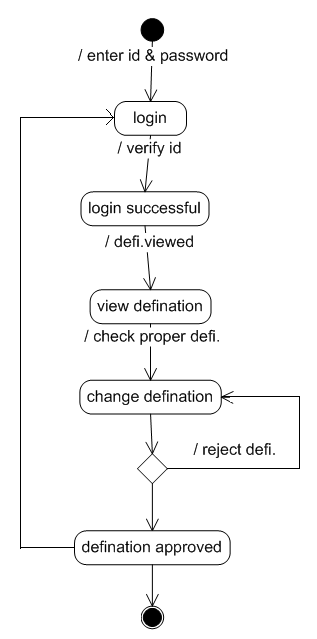 / enter id & password
login
/ verify id
login successful
/ defi.viewed
view defination
/ check proper defi.
change defination
/ reject defi.
defination approved